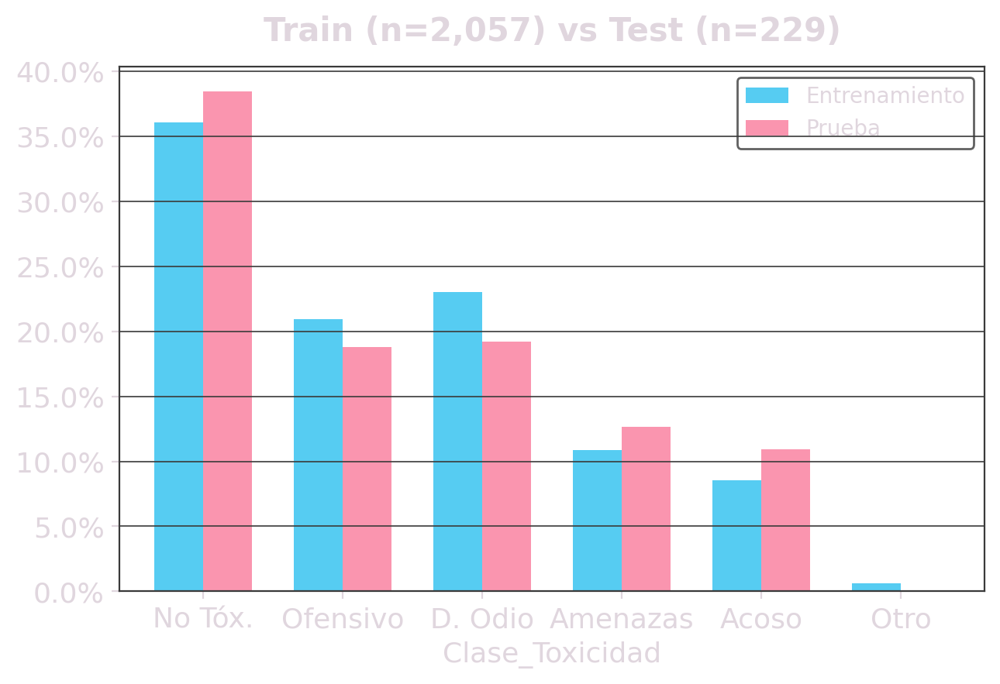 Train (n=2,057) vs Test (n=229)
40.0%
35.0%
30.0%
25.0%
20.0%
15.0%
10.0%
5.0%
0.0%
Entrenamiento
Prueba
No Tóx. Ofensivo D. Odio Amenazas Acoso Otro
Clase_Toxicidad